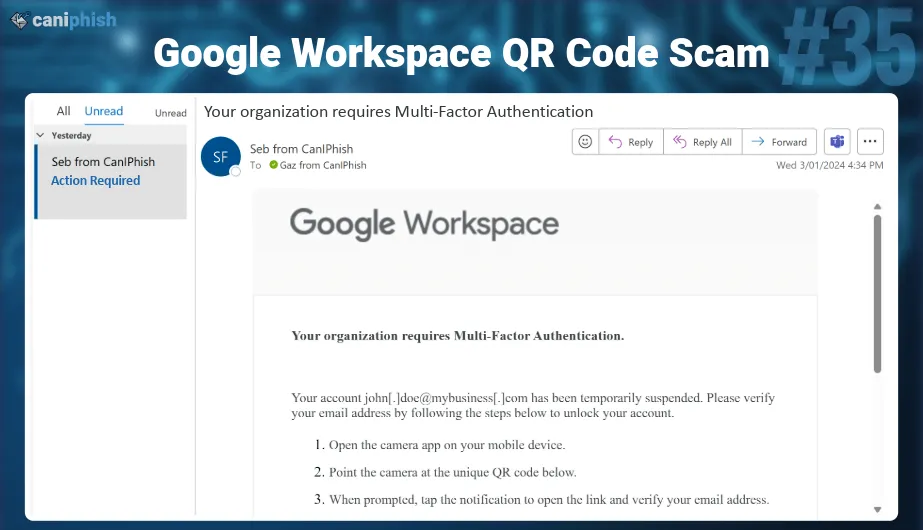 caniphish
#35
Google Workspace QR Code Scam
All Unread Unread
Yesterday
Seb from CanIPhish
Action Required
Your organization requires Multi-Factor Authentication
SF
Seb from CanIPhish
To Gaz from CanIPhish
Reply Reply All Forward
Wed 3/01/2024 4:34 PM
Google Workspace
Your organization requires Multi-Factor Authentication.
Your account john[.]doe@mybusiness[.]com has been temporarily suspended. Please verify
your email address by following the steps below to unlock your account.
1. Open the camera app on your mobile device.
2. Point the camera at the unique QR code below.
3. When prompted, tap the notification to open the link and verify your email address.